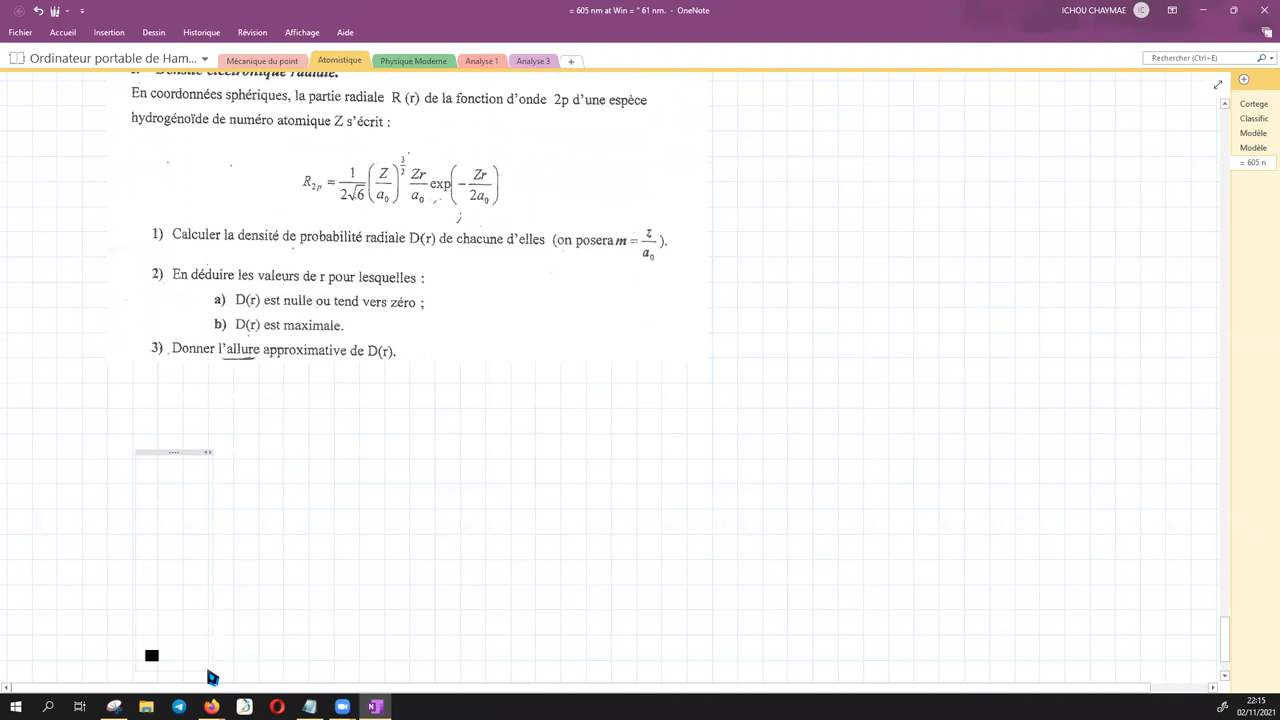 = 605 nm at Win = " 61 nm. - OneNote
ICHOU CHAYMAE
Fichier Accueil Insertion Dessin Historique Révision Affichage Aide
Ordinateur portable de Ham... Mécanique du point Atomistique Physique Moderne Analyse 1 Analyse 3 +
Rechercher (Ctrl+E)
Densité électronique radiale.
En coordonnées sphériques, la partie radiale R (r) de la fonction d'onde 2p d'une espèce
hydrogénoïde de numéro atomique Z s'écrit :
R2p = 1/(2√6) (Z/a0)^(3/2) Zr/a0 exp(-Zr/2a0)
1) Calculer la densité de probabilité radiale D(r) de chacune d'elles (on posera m = z/a0 ).
2) En déduire les valeurs de r pour lesquelles :
a) D(r) est nulle ou tend vers zéro ;
b) D(r) est maximale.
3) Donner l'allure approximative de D(r).
Cortege
Classific
Modèle
Modèle
= 605 n
22:15
02/11/2021